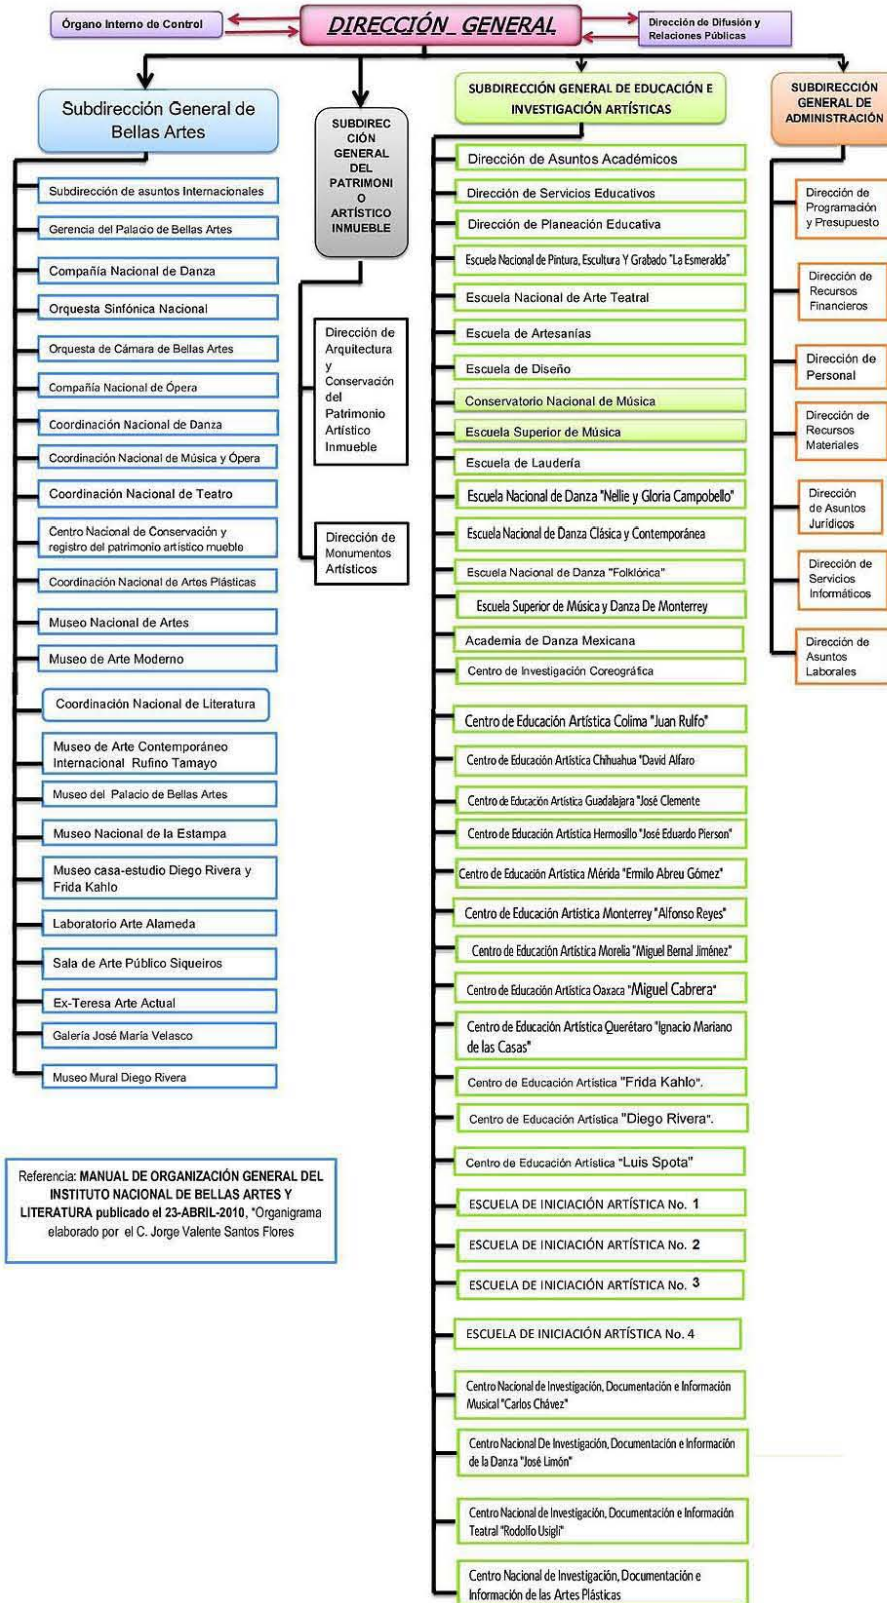 Órgano Interno de Control
DIRECCIÓN GENERAL
Dirección de Difusión y
Relaciones Públicas
Subdirección General de
Bellas Artes
Subdirección de asuntos Internacionales
Gerencia del Palacio de Bellas Artes
Compañía Nacional de Danza
Orquesta Sinfónica Nacional
Orquesta de Cámara de Bellas Artes
Compañía Nacional de Ópera
Coordinación Nacional de Danza
Coordinación Nacional de Música y Ópera
Coordinación Nacional de Teatro
Centro Nacional de Conservación y
registro del patrimonio artístico mueble
Coordinación Nacional de Artes Plásticas
Museo Nacional de Artes
Museo de Arte Moderno
Coordinación Nacional de Literatura
Museo de Arte Contemporáneo
Internacional Rufino Tamayo
Museo del Palacio de Bellas Artes
Museo Nacional de la Estampa
Museo casa-estudio Diego Rivera y
Frida Kahlo
Laboratorio Arte Alameda
Sala de Arte Público Siqueiros
Ex-Teresa Arte Actual
Galería José María Velasco
Museo Mural Diego Rivera
SUBDIREC
CIÓN
GENERAL
DEL
PATRIMONI
O
ARTÍSTICO
INMUEBLE
Dirección de
Arquitectura
y
Conservación
del
Patrimonio
Artístico
Inmueble
Dirección de
Monumentos
Artísticos
SUBDIRECCIÓN GENERAL DE EDUCACIÓN E
INVESTIGACIÓN ARTÍSTICAS
Dirección de Asuntos Académicos
Dirección de Servicios Educativos
Dirección de Planeación Educativa
Escuela Nacional de Pintura, Escultura Y Grabado "La Esmeralda"
Escuela Nacional de Arte Teatral
Escuela de Artesanías
Escuela de Diseño
Conservatorio Nacional de Música
Escuela Superior de Música
Escuela de Laudería
Escuela Nacional de Danza "Nellie y Gloria Campobello"
Escuela Nacional de Danza Clásica y Contemporánea
Escuela Nacional de Danza "Folklórica"
Escuela Superior de Música y Danza De Monterrey
Academia de Danza Mexicana
Centro de Investigación Coreográfica
Centro de Educación Artística Colima "Juan Rulfo"
Centro de Educación Artística Chihuahua "David Alfaro
Centro de Educación Artística Guadalajara "José Clemente
Centro de Educación Artística Hermosillo "José Eduardo Pierson"
Centro de Educación Artística Mérida "Ermilo Abreu Gómez"
Centro de Educación Artística Monterrey "Alfonso Reyes"
Centro de Educación Artística Morelia "Miguel Bernal Jiménez"
Centro de Educación Artística Oaxaca "Miguel Cabrera"
Centro de Educación Artística Querétaro "Ignacio Mariano
de las Casas"
Centro de Educación Artística "Frida Kahlo".
Centro de Educación Artística "Diego Rivera".
Centro de Educación Artística "Luis Spota"
ESCUELA DE INICIACIÓN ARTÍSTICA No. 1
ESCUELA DE INICIACIÓN ARTÍSTICA No. 2
ESCUELA DE INICIACIÓN ARTÍSTICA No. 3
ESCUELA DE INICIACIÓN ARTÍSTICA No. 4
Centro Nacional de Investigación, Documentación e Información
Musical "Carlos Chávez"
Centro Nacional De Investigación, Documentación e Información
de la Danza "José Limón"
Centro Nacional de Investigación, Documentación e Información
Teatral "Rodolfo Usigli"
Centro Nacional de Investigación, Documentación e
Información de las Artes Plásticas
SUBDIRECCIÓN
GENERAL DE
ADMINISTRACIÓN
Dirección de
Programación
y Presupuesto
Dirección de
Recursos
Financieros
Dirección de
Personal
Dirección de
Recursos
Materiales
Dirección
de Asuntos
Jurídicos
Dirección de
Servicios
Informáticos
Dirección de
Asuntos
Laborales
Referencia: MANUAL DE ORGANIZACIÓN GENERAL DEL
INSTITUTO NACIONAL DE BELLAS ARTES Y
LITERATURA publicado el 23-ABRIL-2010, *Organigrama
elaborado por el C. Jorge Valente Santos Flores